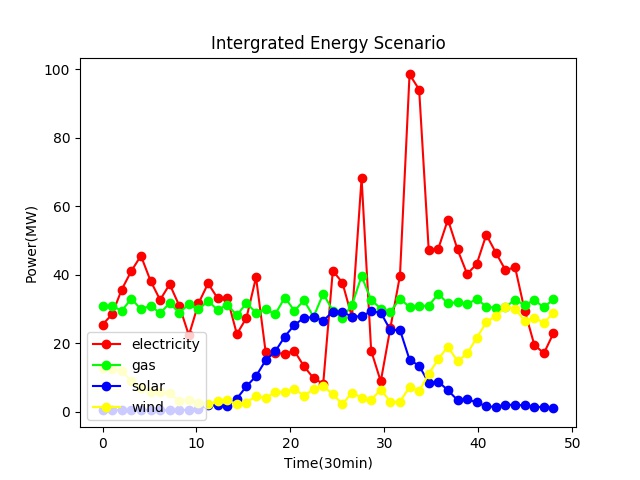 Intergrated Energy Scenario
Power(MW)
100
80
60
40
20
0
electricity
gas
solar
wind
0 10 20 30 40 50
Time(30min)